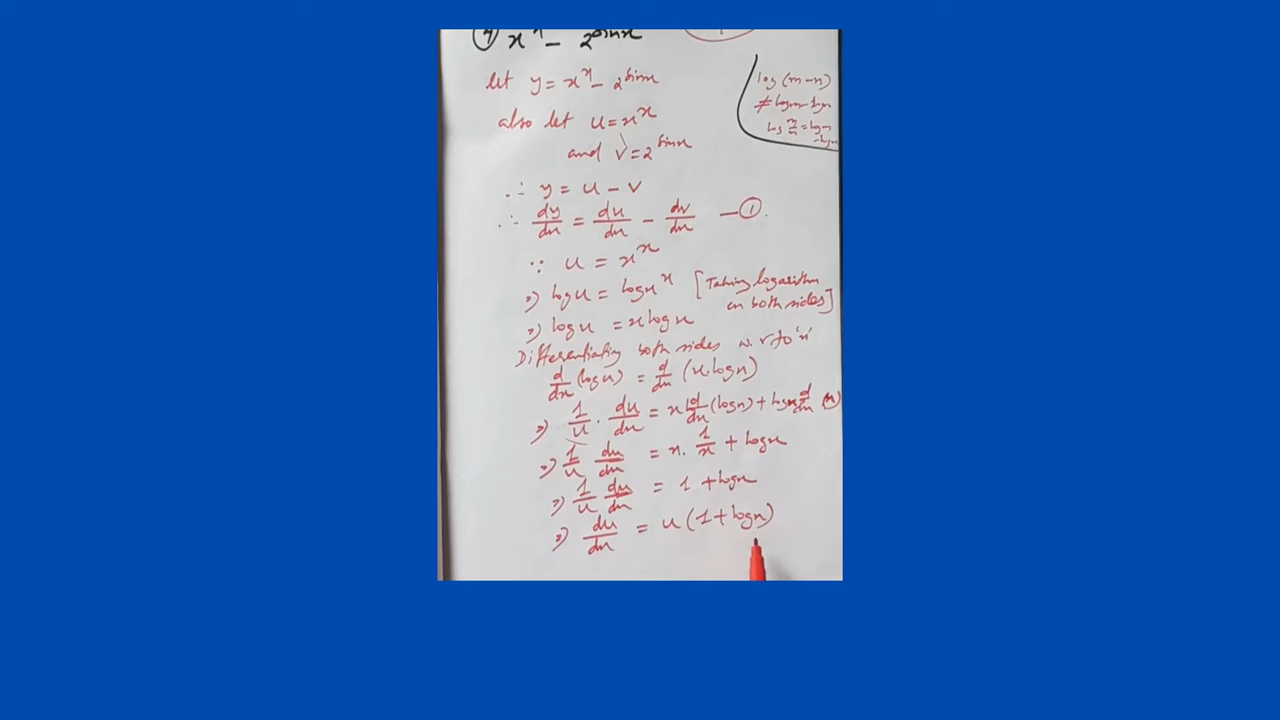 ④ x^x - 2^sinx
let y = x^x - 2^sinx
also let u = x^x
and v = 2^sinx
∴ y = u - v
∴ dy/dx = du/dx - dv/dx —①.
∵ u = x^x
⇒ log u = log x^x [Taking logarithm on both sides]
⇒ log u = x log x
Differentiating both sides w.r to 'x'
d/dx (log u) = d/dx (x. log x)
⇒ 1/u . du/dx = x d/dx (log x) + log x d/dx (x)
⇒ 1/u du/dx = x. 1/x + log x
⇒ 1/u du/dx = 1 + log x
⇒ du/dx = u (1 + log x)
log (m-n)
≠ log m - log n
log m/n = log m
- log n